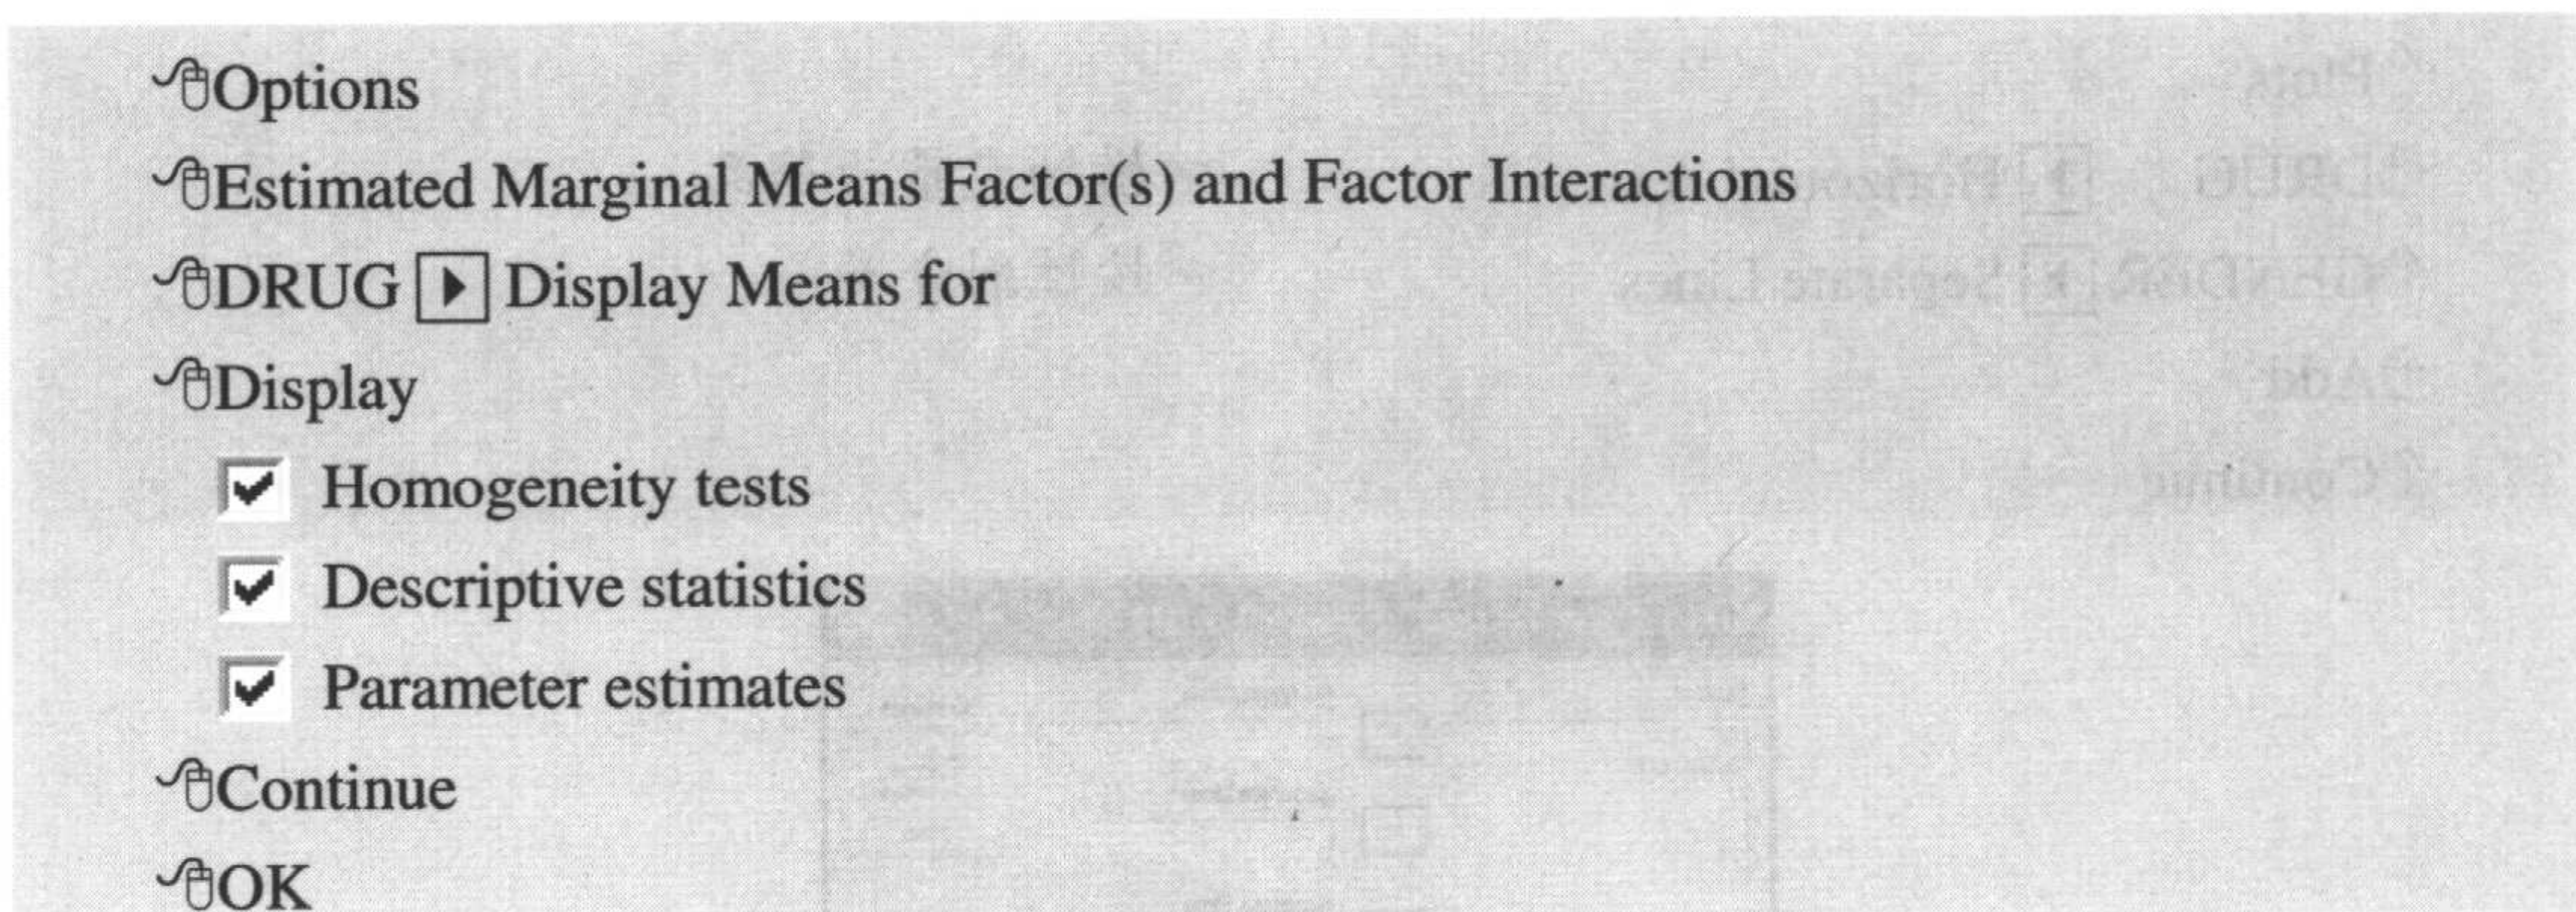 Options
Estimated Marginal Means Factor(s) and Factor Interactions
DRUG ▶ Display Means for
Display
Homogeneity tests
Descriptive statistics
Parameter estimates
Continue
OK